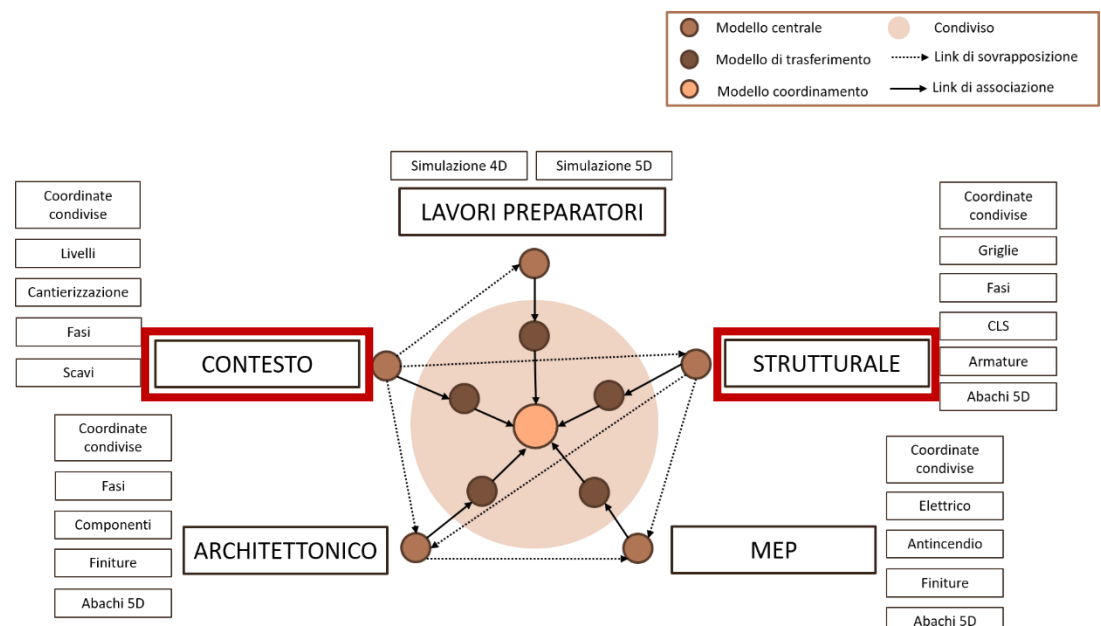 Modello centrale
Condiviso
Modello di trasferimento
Link di sovrapposizione
Modello coordinamento
Link di associazione
Simulazione 4D
Simulazione 5D
LAVORI PREPARATORI
Coordinate
condivise
Livelli
Cantierizzazione
Fasi
Scavi
CONTESTO
Coordinate
condivise
Griglie
Fasi
CLS
Armature
Abachi 5D
STRUTTURALE
Coordinate
condivise
Fasi
Componenti
Finiture
Abachi 5D
ARCHITETTONICO
MEP
Coordinate
condivise
Elettrico
Antincendio
Finiture
Abachi 5D